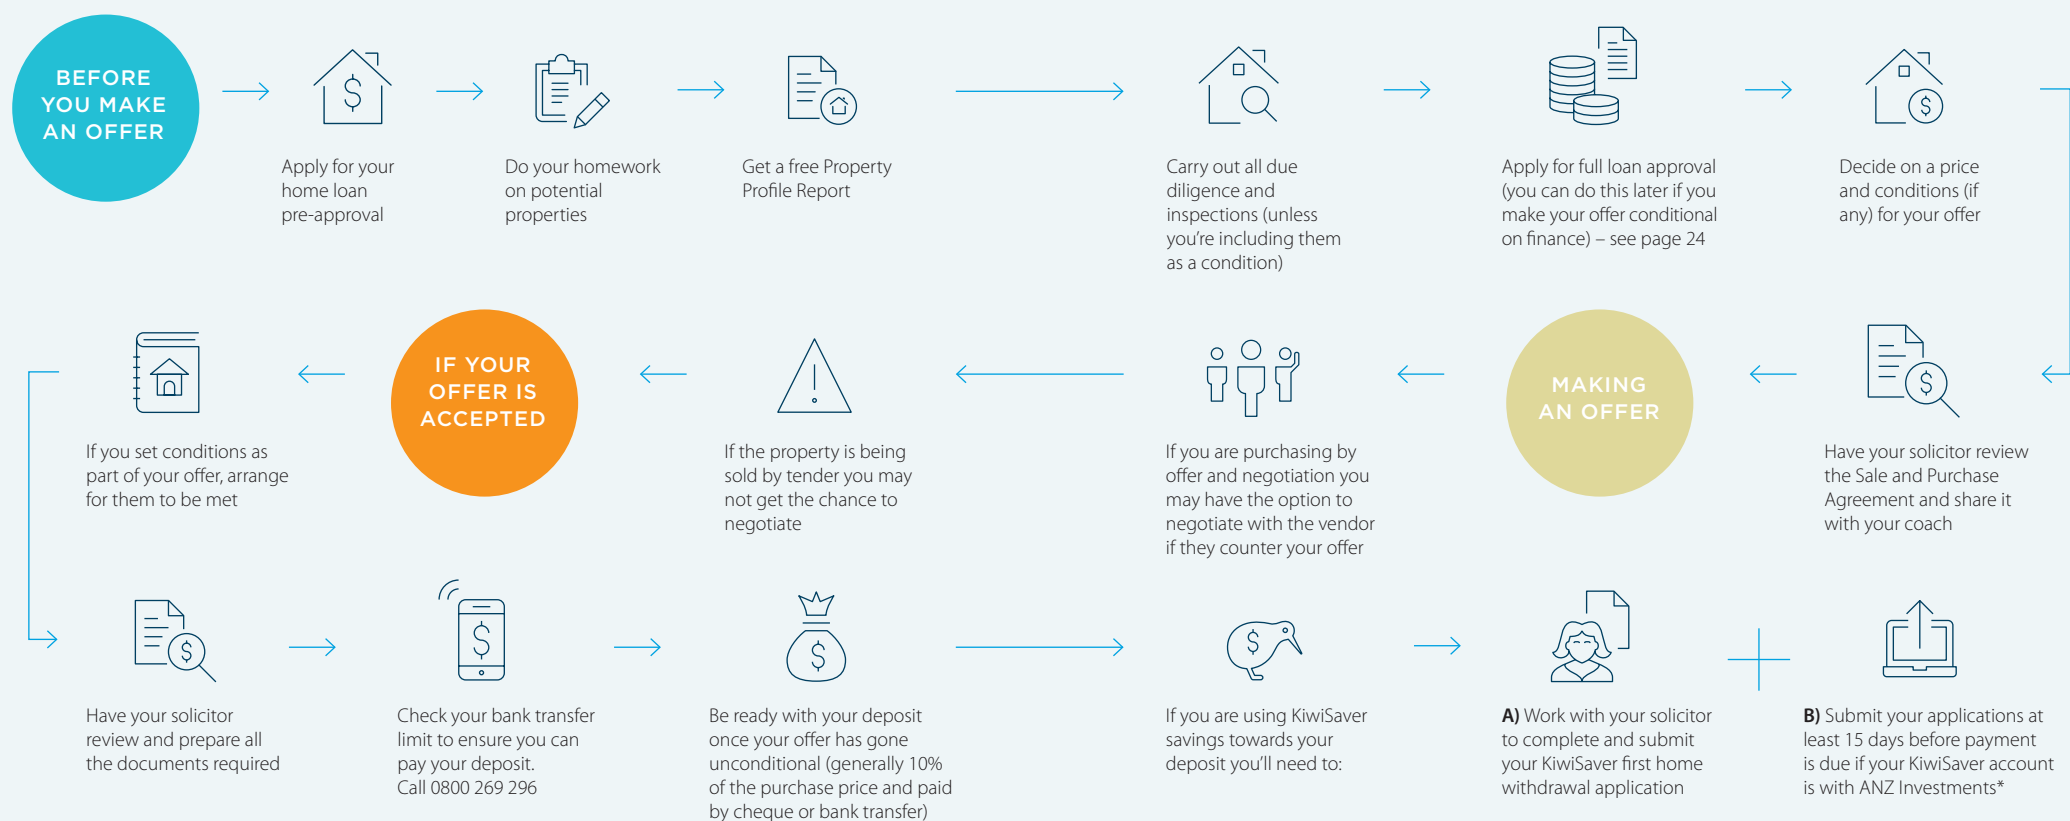 BEFORE
YOU MAKE
AN OFFER
Apply for your
home loan
pre-approval
Do your homework
on potential
properties
Get a free Property
Profile Report
Carry out all due
diligence and
inspections (unless
you're including them
as a condition)
Apply for full loan approval
(you can do this later if you
make your offer conditional
on finance) – see page 24
Decide on a price
and conditions (if
any) for your offer
Have your solicitor review
the Sale and Purchase
Agreement and share it
with your coach
MAKING
AN OFFER
If you are purchasing by
offer and negotiation you
may have the option to
negotiate with the vendor
if they counter your offer
If the property is being
sold by tender you may
not get the chance to
negotiate
IF YOUR
OFFER IS
ACCEPTED
If you set conditions as
part of your offer, arrange
for them to be met
Have your solicitor
review and prepare all
the documents required
Check your bank transfer
limit to ensure you can
pay your deposit.
Call 0800 269 296
Be ready with your deposit
once your offer has gone
unconditional (generally 10%
of the purchase price and paid
by cheque or bank transfer)
If you are using KiwiSaver
savings towards your
deposit you'll need to:
A) Work with your solicitor
to complete and submit
your KiwiSaver first home
withdrawal application
B) Submit your applications at
least 15 days before payment
is due if your KiwiSaver account
is with ANZ Investments*